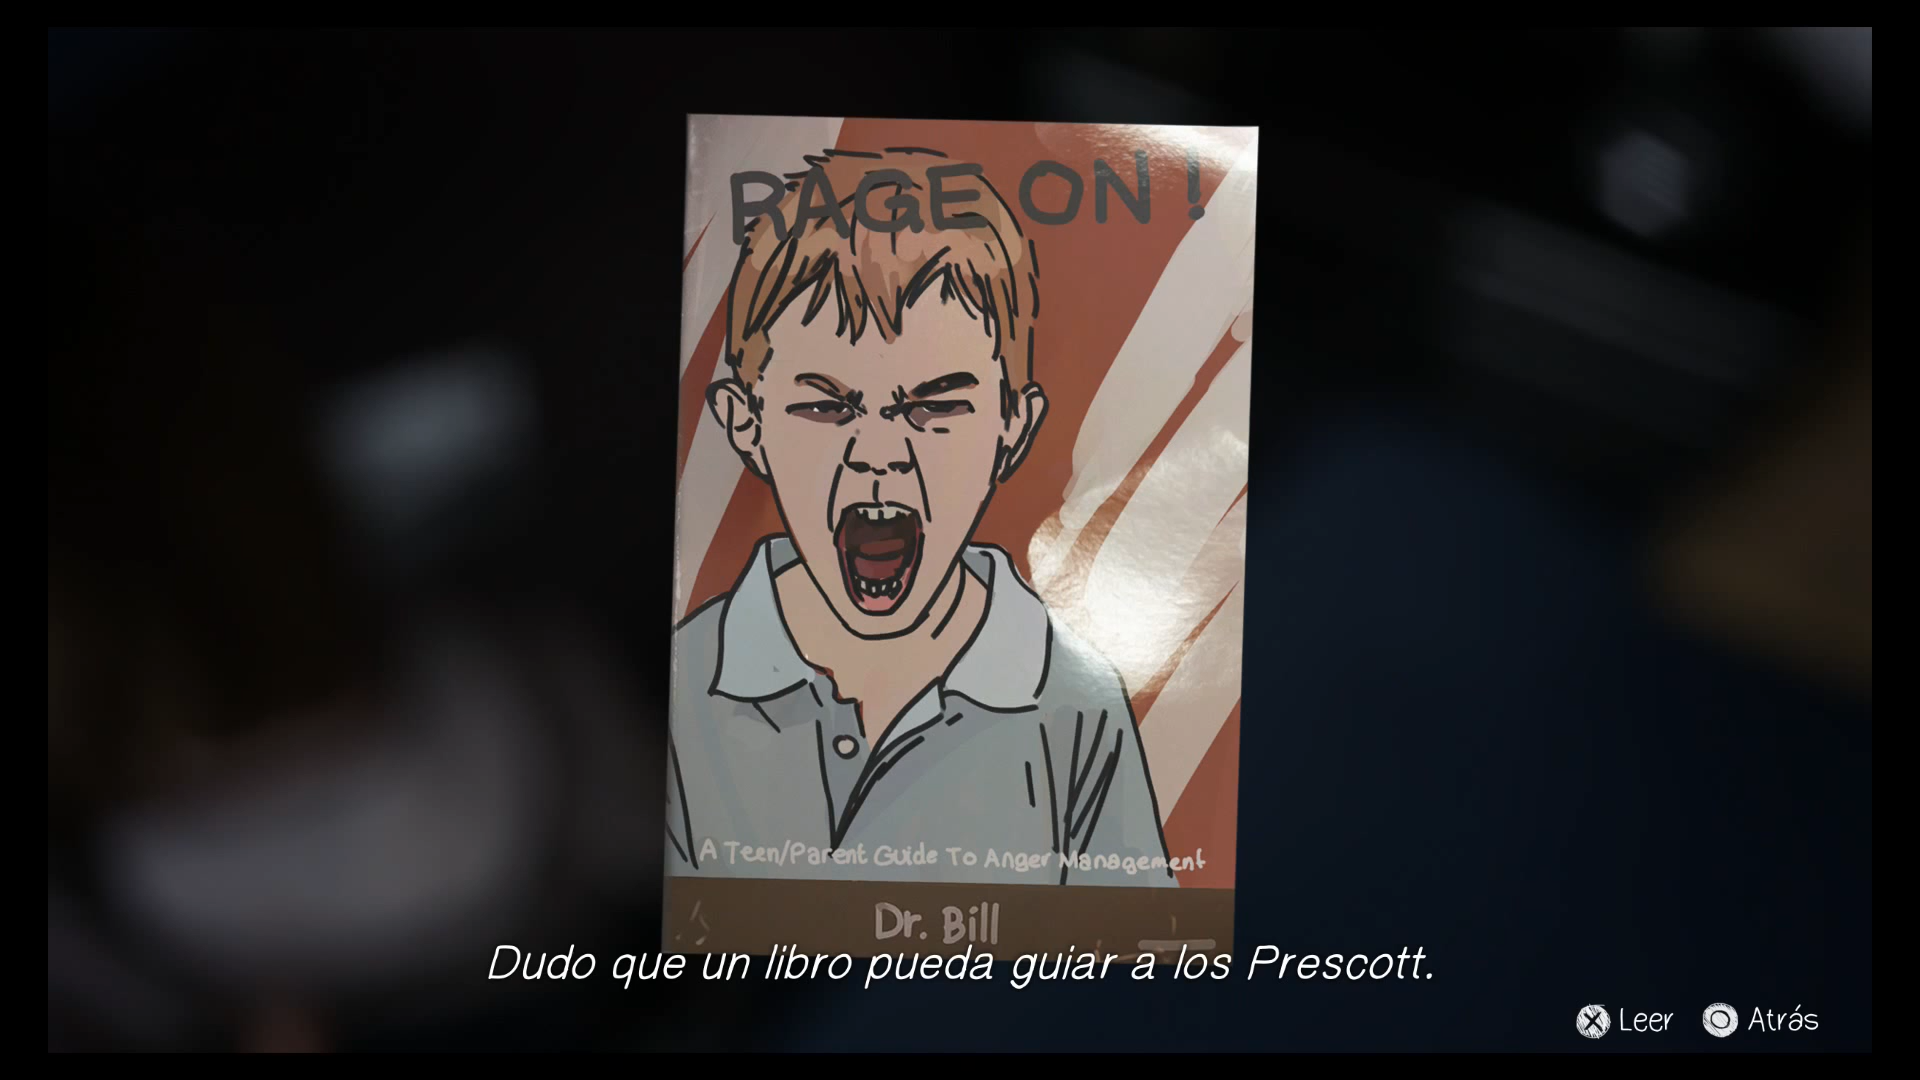 RAGE ON!
A Teen/Parent Guide To Anger Management
Dr. Bill
Dudo que un libro pueda guiar a los Prescott.
Leer
Atrás